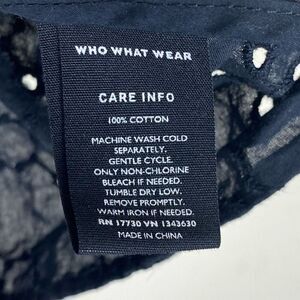 WHO WHAT WEAR
CARE INFO
100% COTTON
MACHINE WASH COLD
SEPARATELY.
GENTLE CYCLE.
ONLY NON-CHLORINE
BLEACH IF NEEDED.
TUMBLE DRY LOW.
REMOVE PROMPTLY.
WARM IRON IF NEEDED.
RN 17730 VN 1343630
MADE IN CHINA